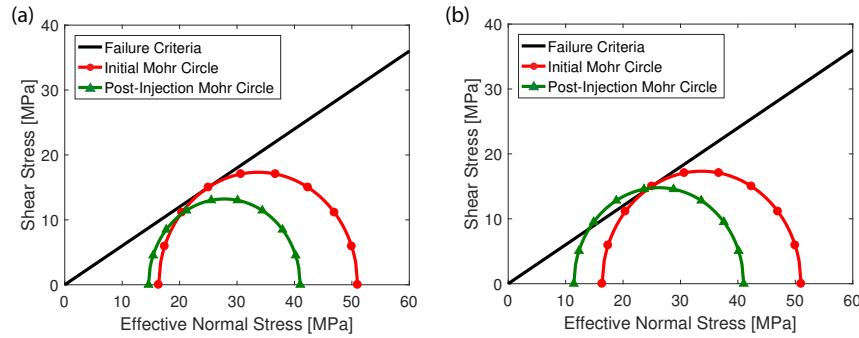 (a)
40
30
20
10
0
Shear Stress [MPa]
Failure Criteria
Initial Mohr Circle
Post-Injection Mohr Circle
0 10 20 30 40 50 60
Effective Normal Stress [MPa]
(b)
40
30
20
10
0
Shear Stress [MPa]
Failure Criteria
Initial Mohr Circle
Post-Injection Mohr Circle
0 10 20 30 40 50 60
Effective Normal Stress [MPa]